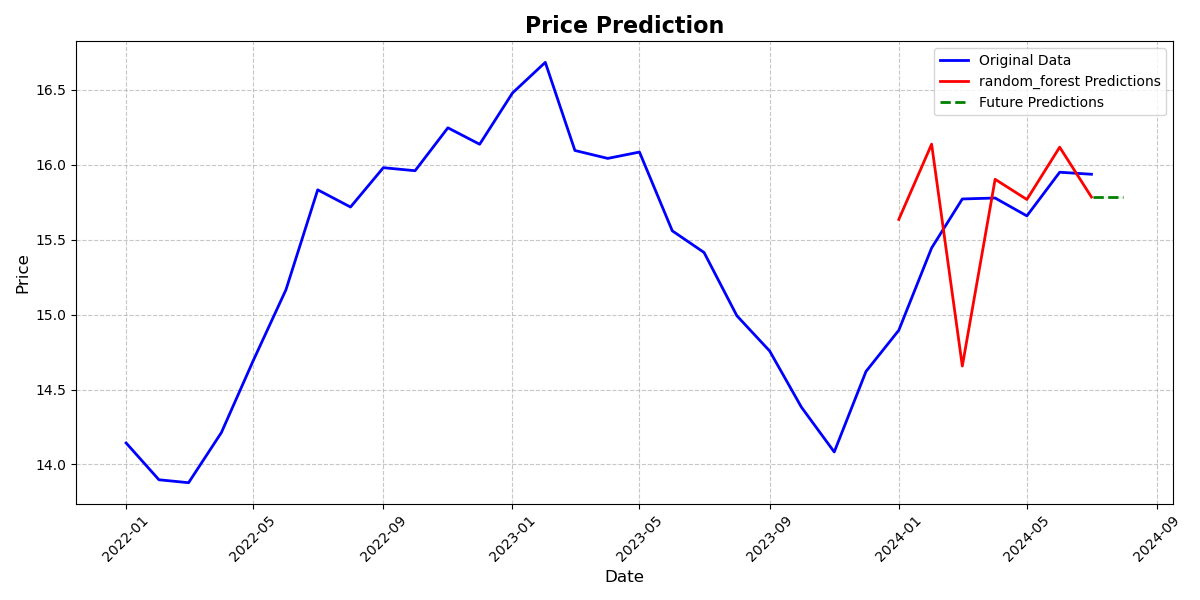 Price Prediction
Original Data
random_forest Predictions
Future Predictions
Price
16.5
16.0
15.5
15.0
14.5
14.0
2022-01
2022-05
2022-09
2023-01
2023-05
2023-09
2024-01
2024-05
2024-09
Date